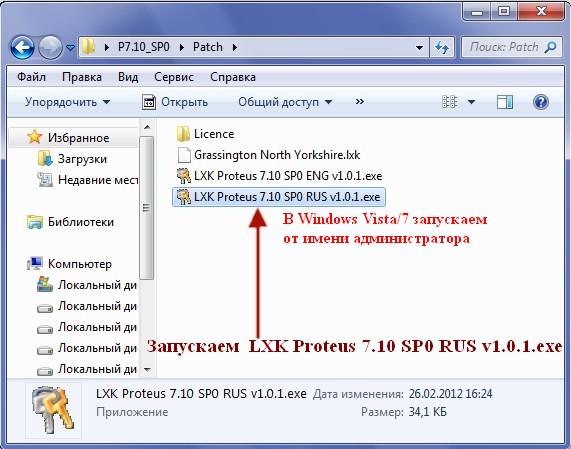 P7.10_SP0 ▸ Patch ▸
Поиск: Patch
Файл Правка Вид Сервис Справка
Упорядочить Открыть Общий доступ »
Избранное
Загрузки
Недавние мест
Библиотеки
Компьютер
Локальный ди
Локальный ди
Локальный ди
Локальный ди
Локальный ди
Licence
Grassington North Yorkshire.lxk
LXK Proteus 7.10 SP0 ENG v1.0.1.exe
LXK Proteus 7.10 SP0 RUS v1.0.1.exe
В Windows Vista/7 запускаем
от имени администратора
Запускаем LXK Proteus 7.10 SP0 RUS v1.0.1.exe
LXK Proteus 7.10 SP0 RUS v1.0.1.exe Дата изменения: 26.02.2012 16:24
Приложение Размер: 34,1 КБ